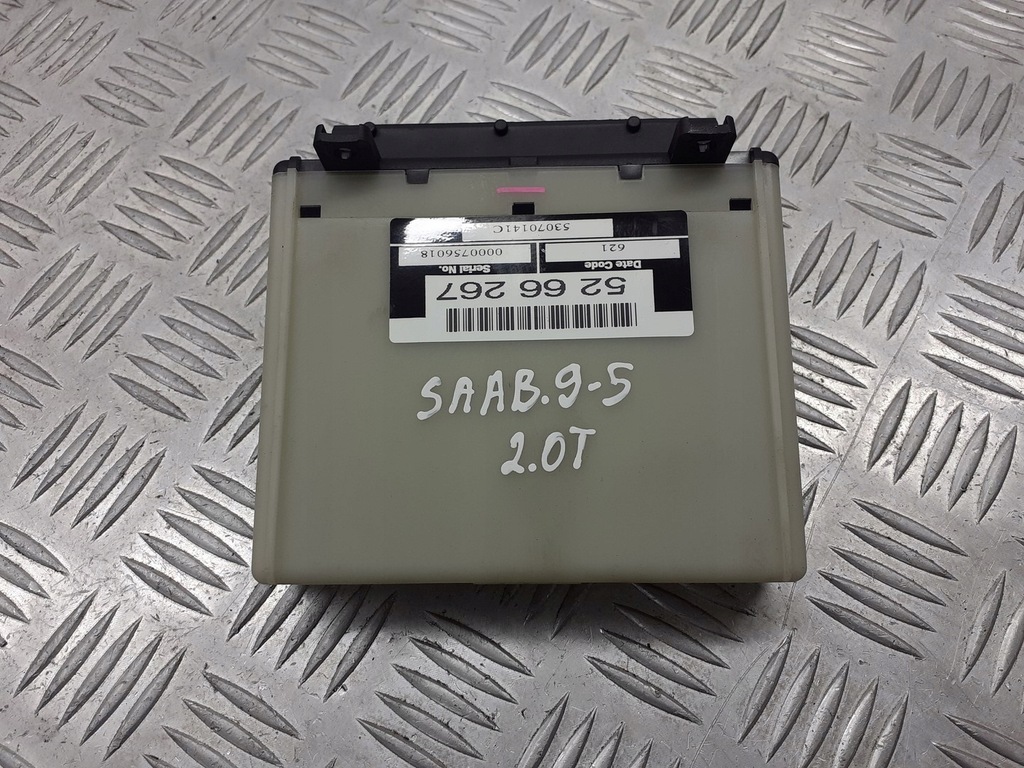 52 66 267
Date Code Serial No.
621 0000756018
53070141C
SAAB.9-5
2.0T